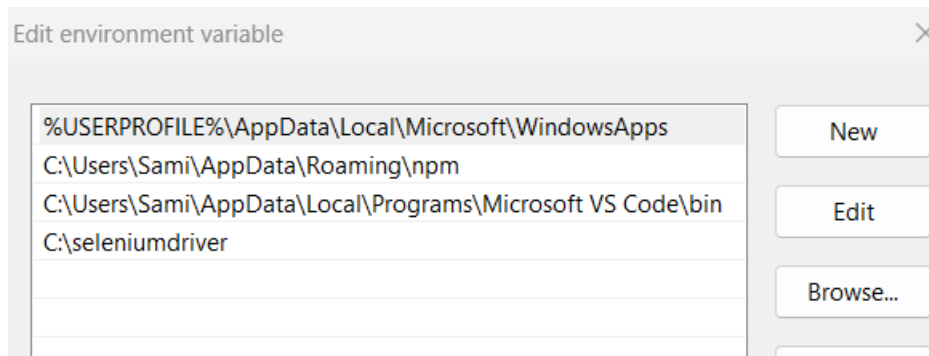 Edit environment variable
%USERPROFILE%\AppData\Local\Microsoft\WindowsApps
C:\Users\Sami\AppData\Roaming\npm
C:\Users\Sami\AppData\Local\Programs\Microsoft VS Code\bin
C:\seleniumdriver
New
Edit
Browse...